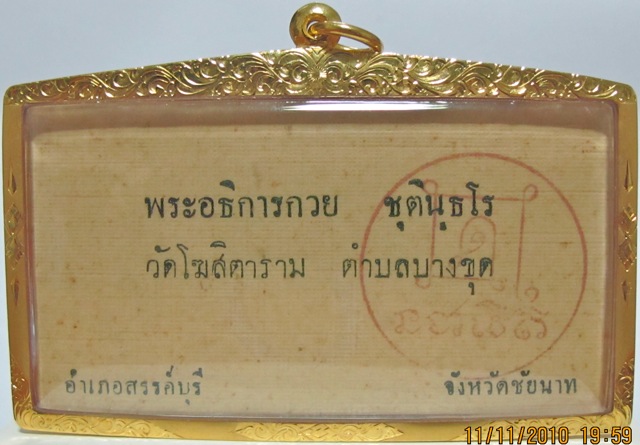 พระอธิการกวย ชุตินฺธโร
วัดโฆสิตาราม ตำบลบางขุด
อำเภอสรรค์บุรี จังหวัดชัยนาท
11/11/2010 19:59